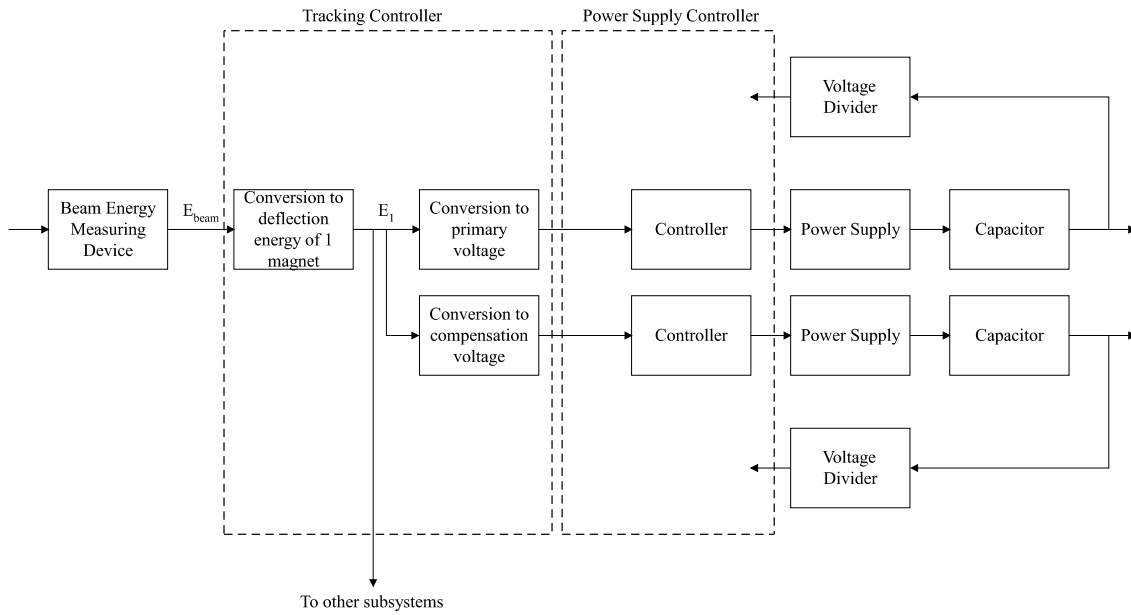 Tracking Controller
Power Supply Controller
Voltage
Divider
Beam Energy
Measuring
Device
E_beam
Conversion to
deflection
energy of 1
magnet
E_1
Conversion to
primary
voltage
Controller
Power Supply
Capacitor
Conversion to
compensation
voltage
Controller
Power Supply
Capacitor
Voltage
Divider
To other subsystems